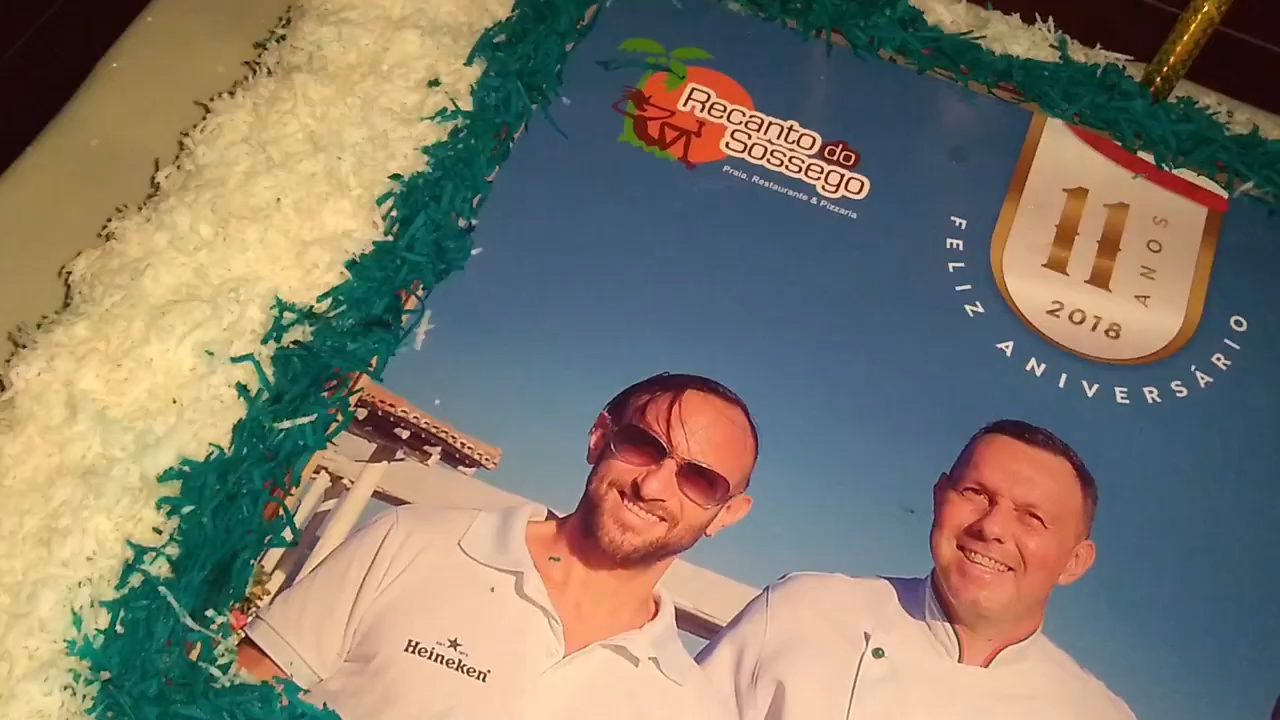 Recanto do
Sossego
Praia, Restaurante & Pizzaria
11 ANOS
2018
FELIZ ANIVERSÁRIO
Heineken